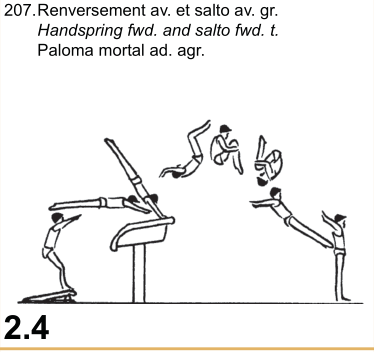 207.Renversement av. et salto av. gr.
Handspring fwd. and salto fwd. t.
Paloma mortal ad. agr.
2.4